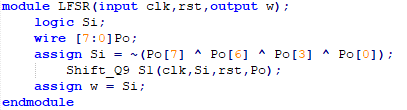 module LFSR(input clk,rst,output w);
logic Si;
wire [7:0]Po;
assign Si = ~(Po[7] ^ Po[6] ^ Po[3] ^ Po[0]);
Shift_Q9 S1(clk,Si,rst,Po);
assign w = Si;
endmodule